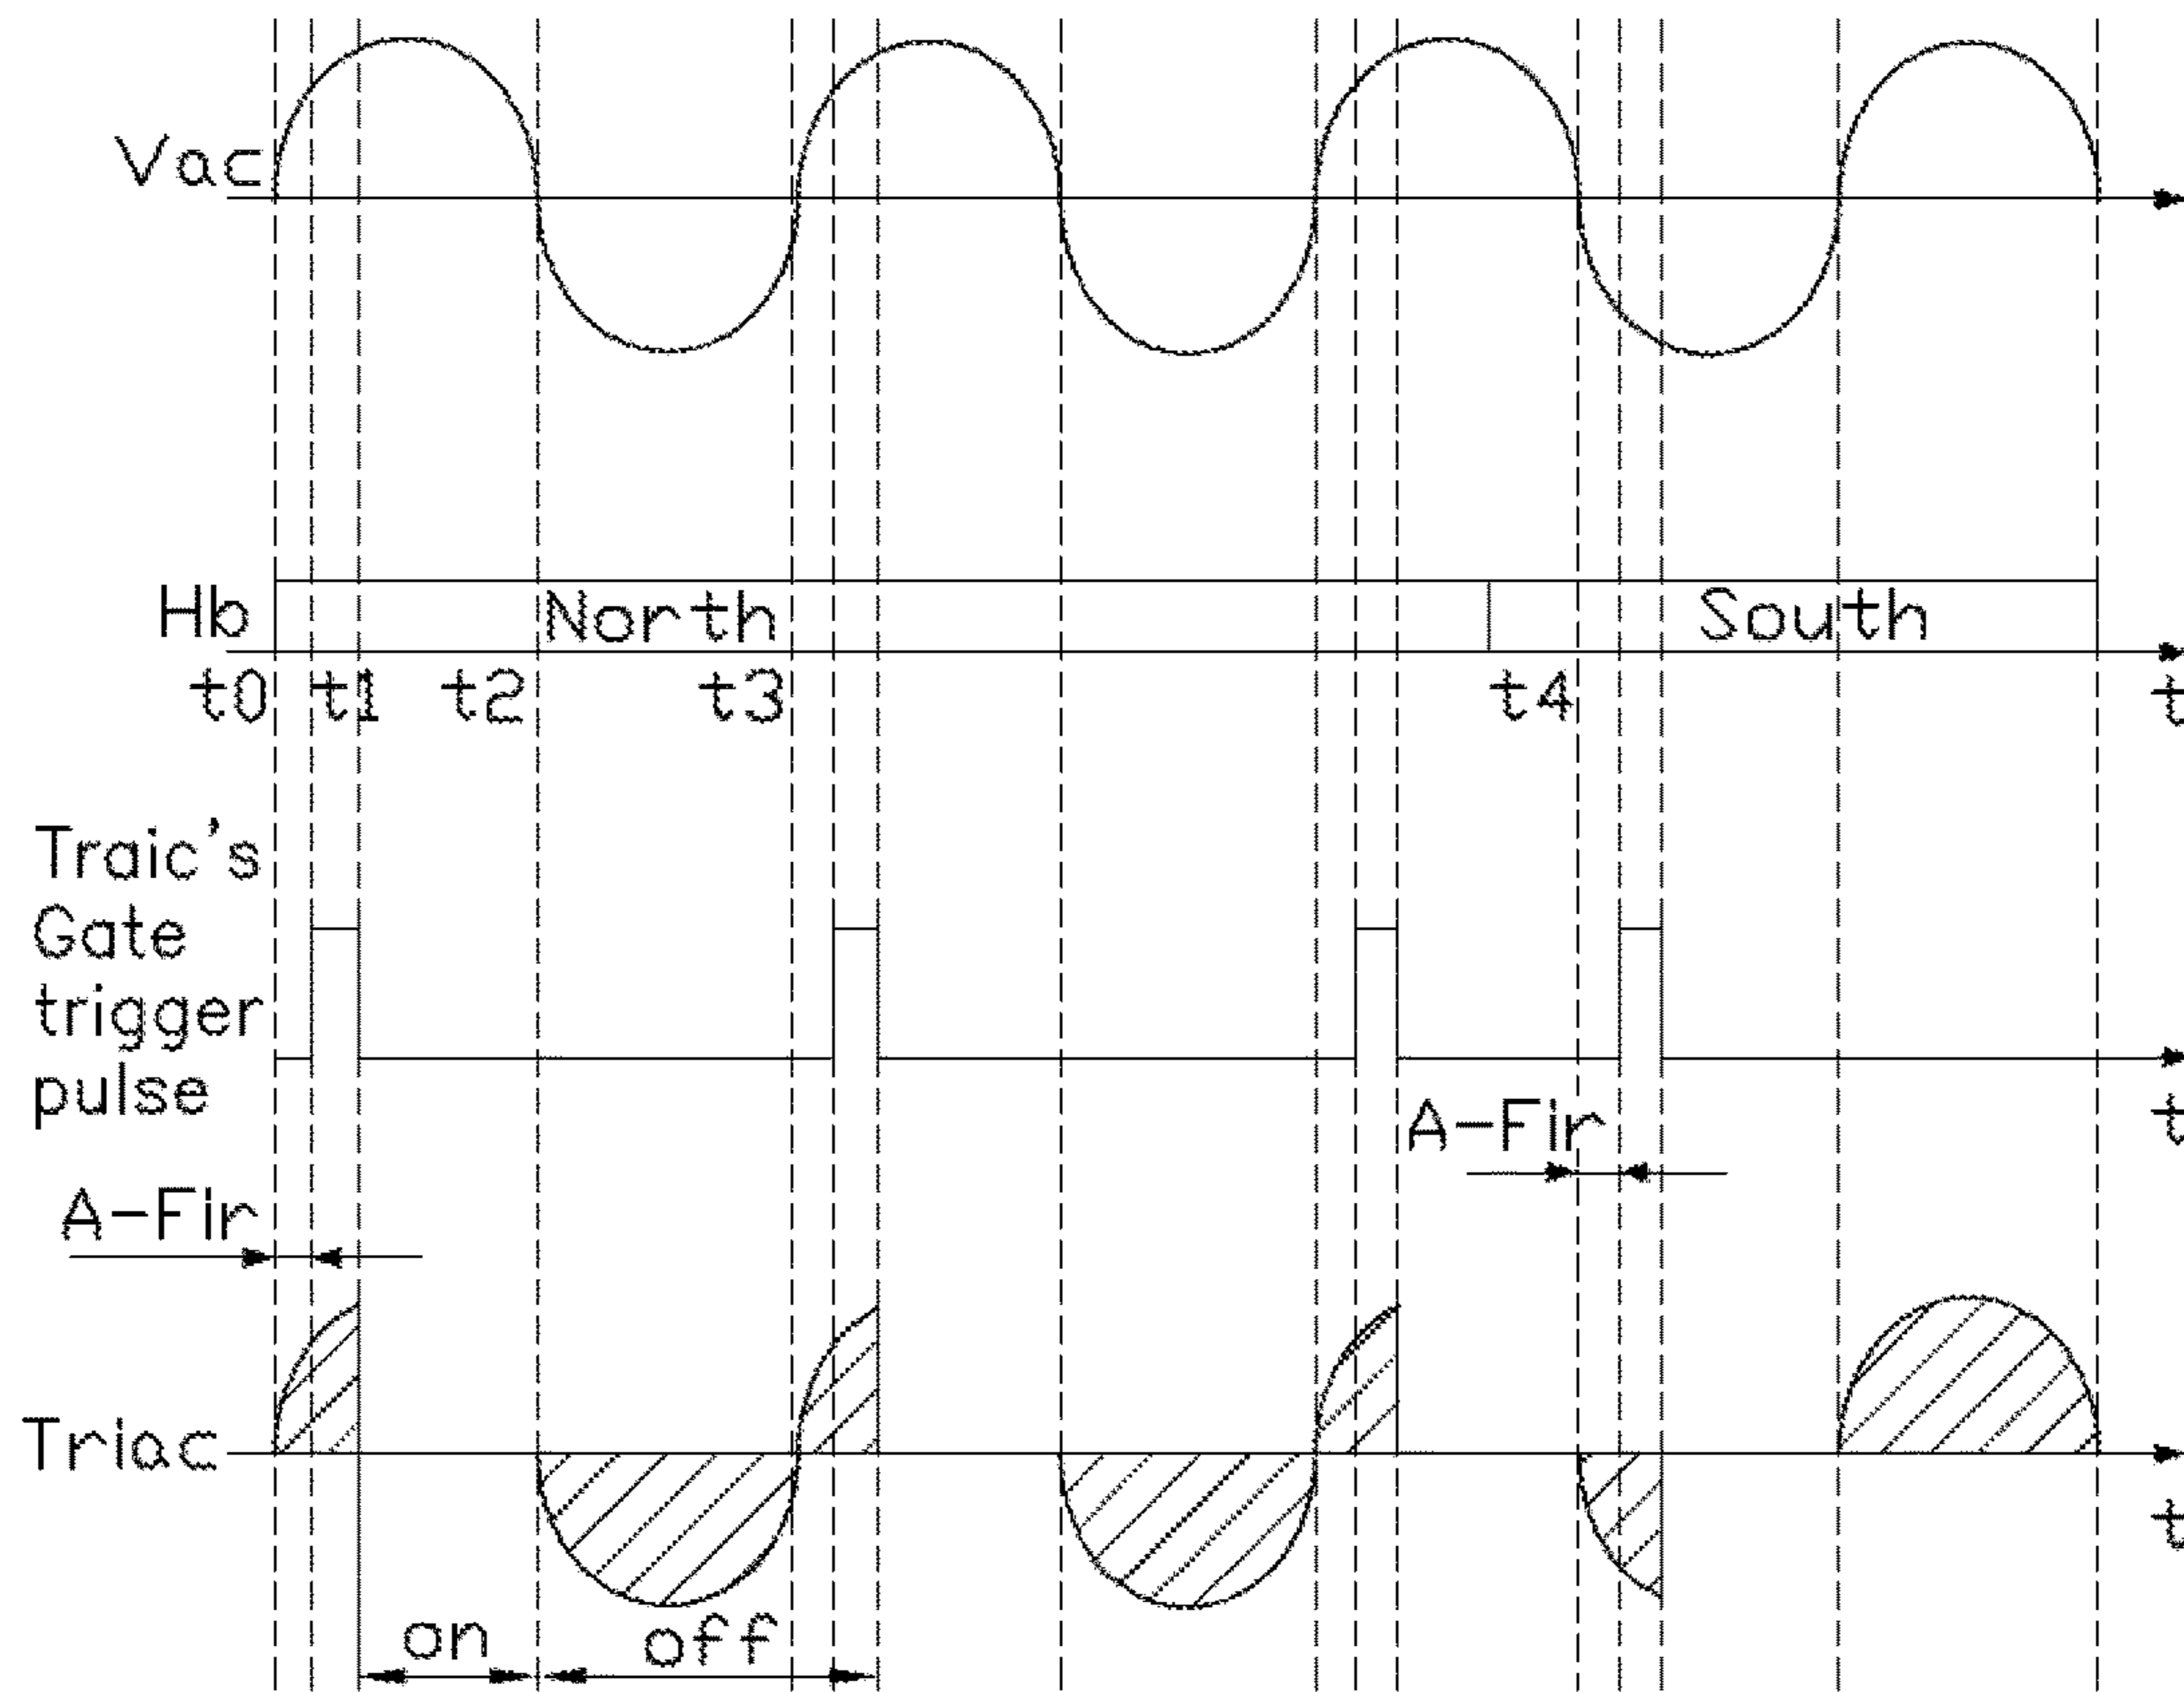 Vac
Hb
North
South
t0
t1
t2
t3
t4
t
Traic's
Gate
trigger
pulse
t
A-Fir
A-Fir
Triac
t
on
off